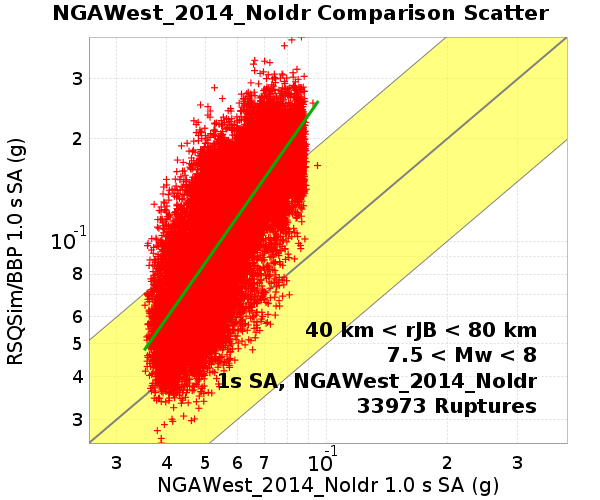 NGAWest_2014_NoIdr Comparison Scatter
RSQSim/BBP 1.0 s SA (g)
3
2
10-1
8
6
5
4
3
40 km < rJB < 80 km
7.5 < Mw < 8
1s SA, NGAWest_2014_NoIdr
33973 Ruptures
3 4 5 6 7 10-1 2 3
NGAWest_2014_NoIdr 1.0 s SA (g)